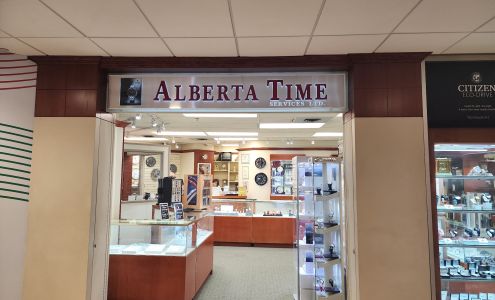 ALBERTA TIME
SERVICES LTD.
CITIZEN
ECO-DRIVE